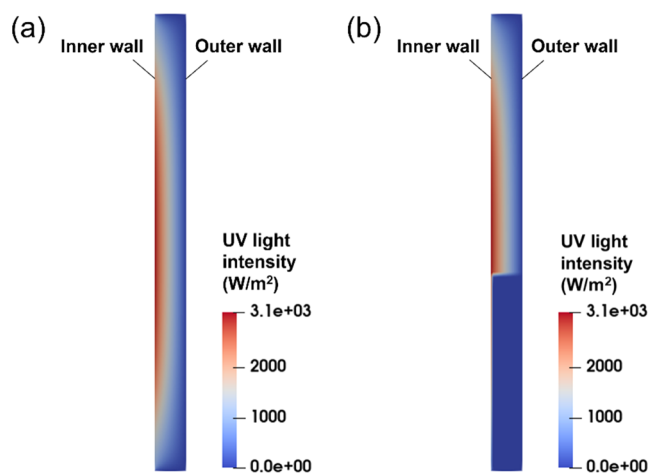 (a)
Inner wall
Outer wall
UV light
intensity
(W/m²)
3.1e+03
2000
1000
0.0e+00
(b)
Inner wall
Outer wall
UV light
intensity
(W/m²)
3.1e+03
2000
1000
0.0e+00